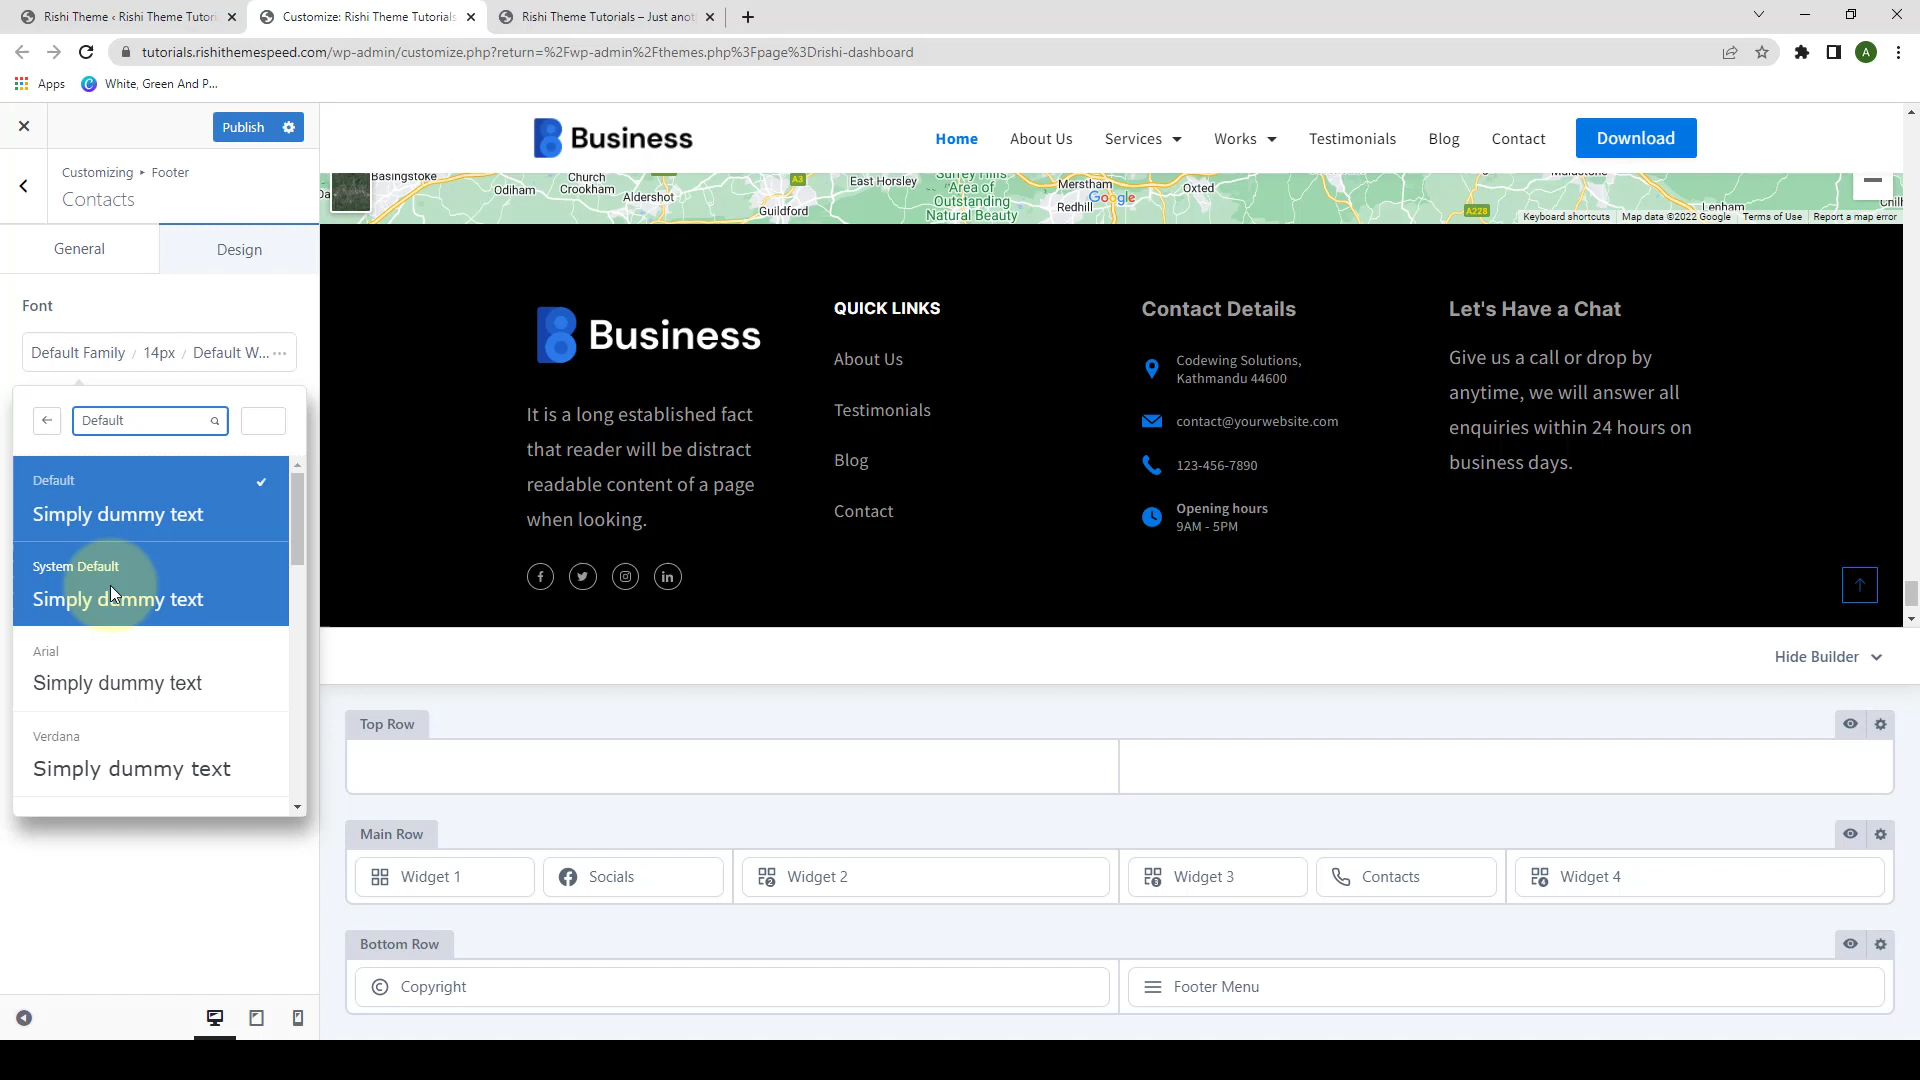 Rishi Theme ‹ Rishi Theme Tutori
Customize: Rishi Theme Tutorials
Rishi Theme Tutorials – Just anot
tutorials.rishithemespeed.com/wp-admin/customize.php?return=%2Fwp-admin%2Fthemes.php%3Fpage%3Drishi-dashboard
A
Apps
White, Green And P...
Publish
Customizing ▸ Footer
Contacts
General
Design
Font
Default Family / 14px / Default W...
Default
Default
Simply dummy text
System Default
Simply dummy text
Arial
Simply dummy text
Verdana
Simply dummy text
Business
Home
About Us
Services
Works
Testimonials
Blog
Contact
Download
Basingstoke
Odiham
Church
Crookham
Aldershot
A3
Guildford
East Horsley
Surrey Hills
Area of
Outstanding
Natural Beauty
Merstham
Redhill
Google
Oxted
A22B
Lenham
Keyboard shortcuts
Map data ©2022 Google
Terms of Use
Report a map error
Business
It is a long established fact
that reader will be distract
readable content of a page
when looking.
QUICK LINKS
About Us
Testimonials
Blog
Contact
Contact Details
Codewing Solutions,
Kathmandu 44600
contact@yourwebsite.com
123-456-7890
Opening hours
9AM - 5PM
Let's Have a Chat
Give us a call or drop by
anytime, we will answer all
enquiries within 24 hours on
business days.
Hide Builder
Top Row
Main Row
Widget 1
Socials
Widget 2
Widget 3
Contacts
Widget 4
Bottom Row
Copyright
Footer Menu